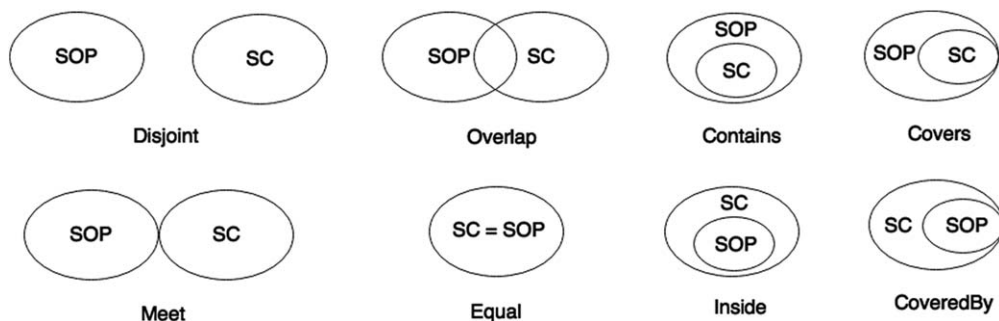 SOP SC SOP SC SOP SC SOP SC
Disjoint Overlap Contains Covers
SOP SC SC = SOP SC SOP SC SOP
Meet Equal Inside CoveredBy